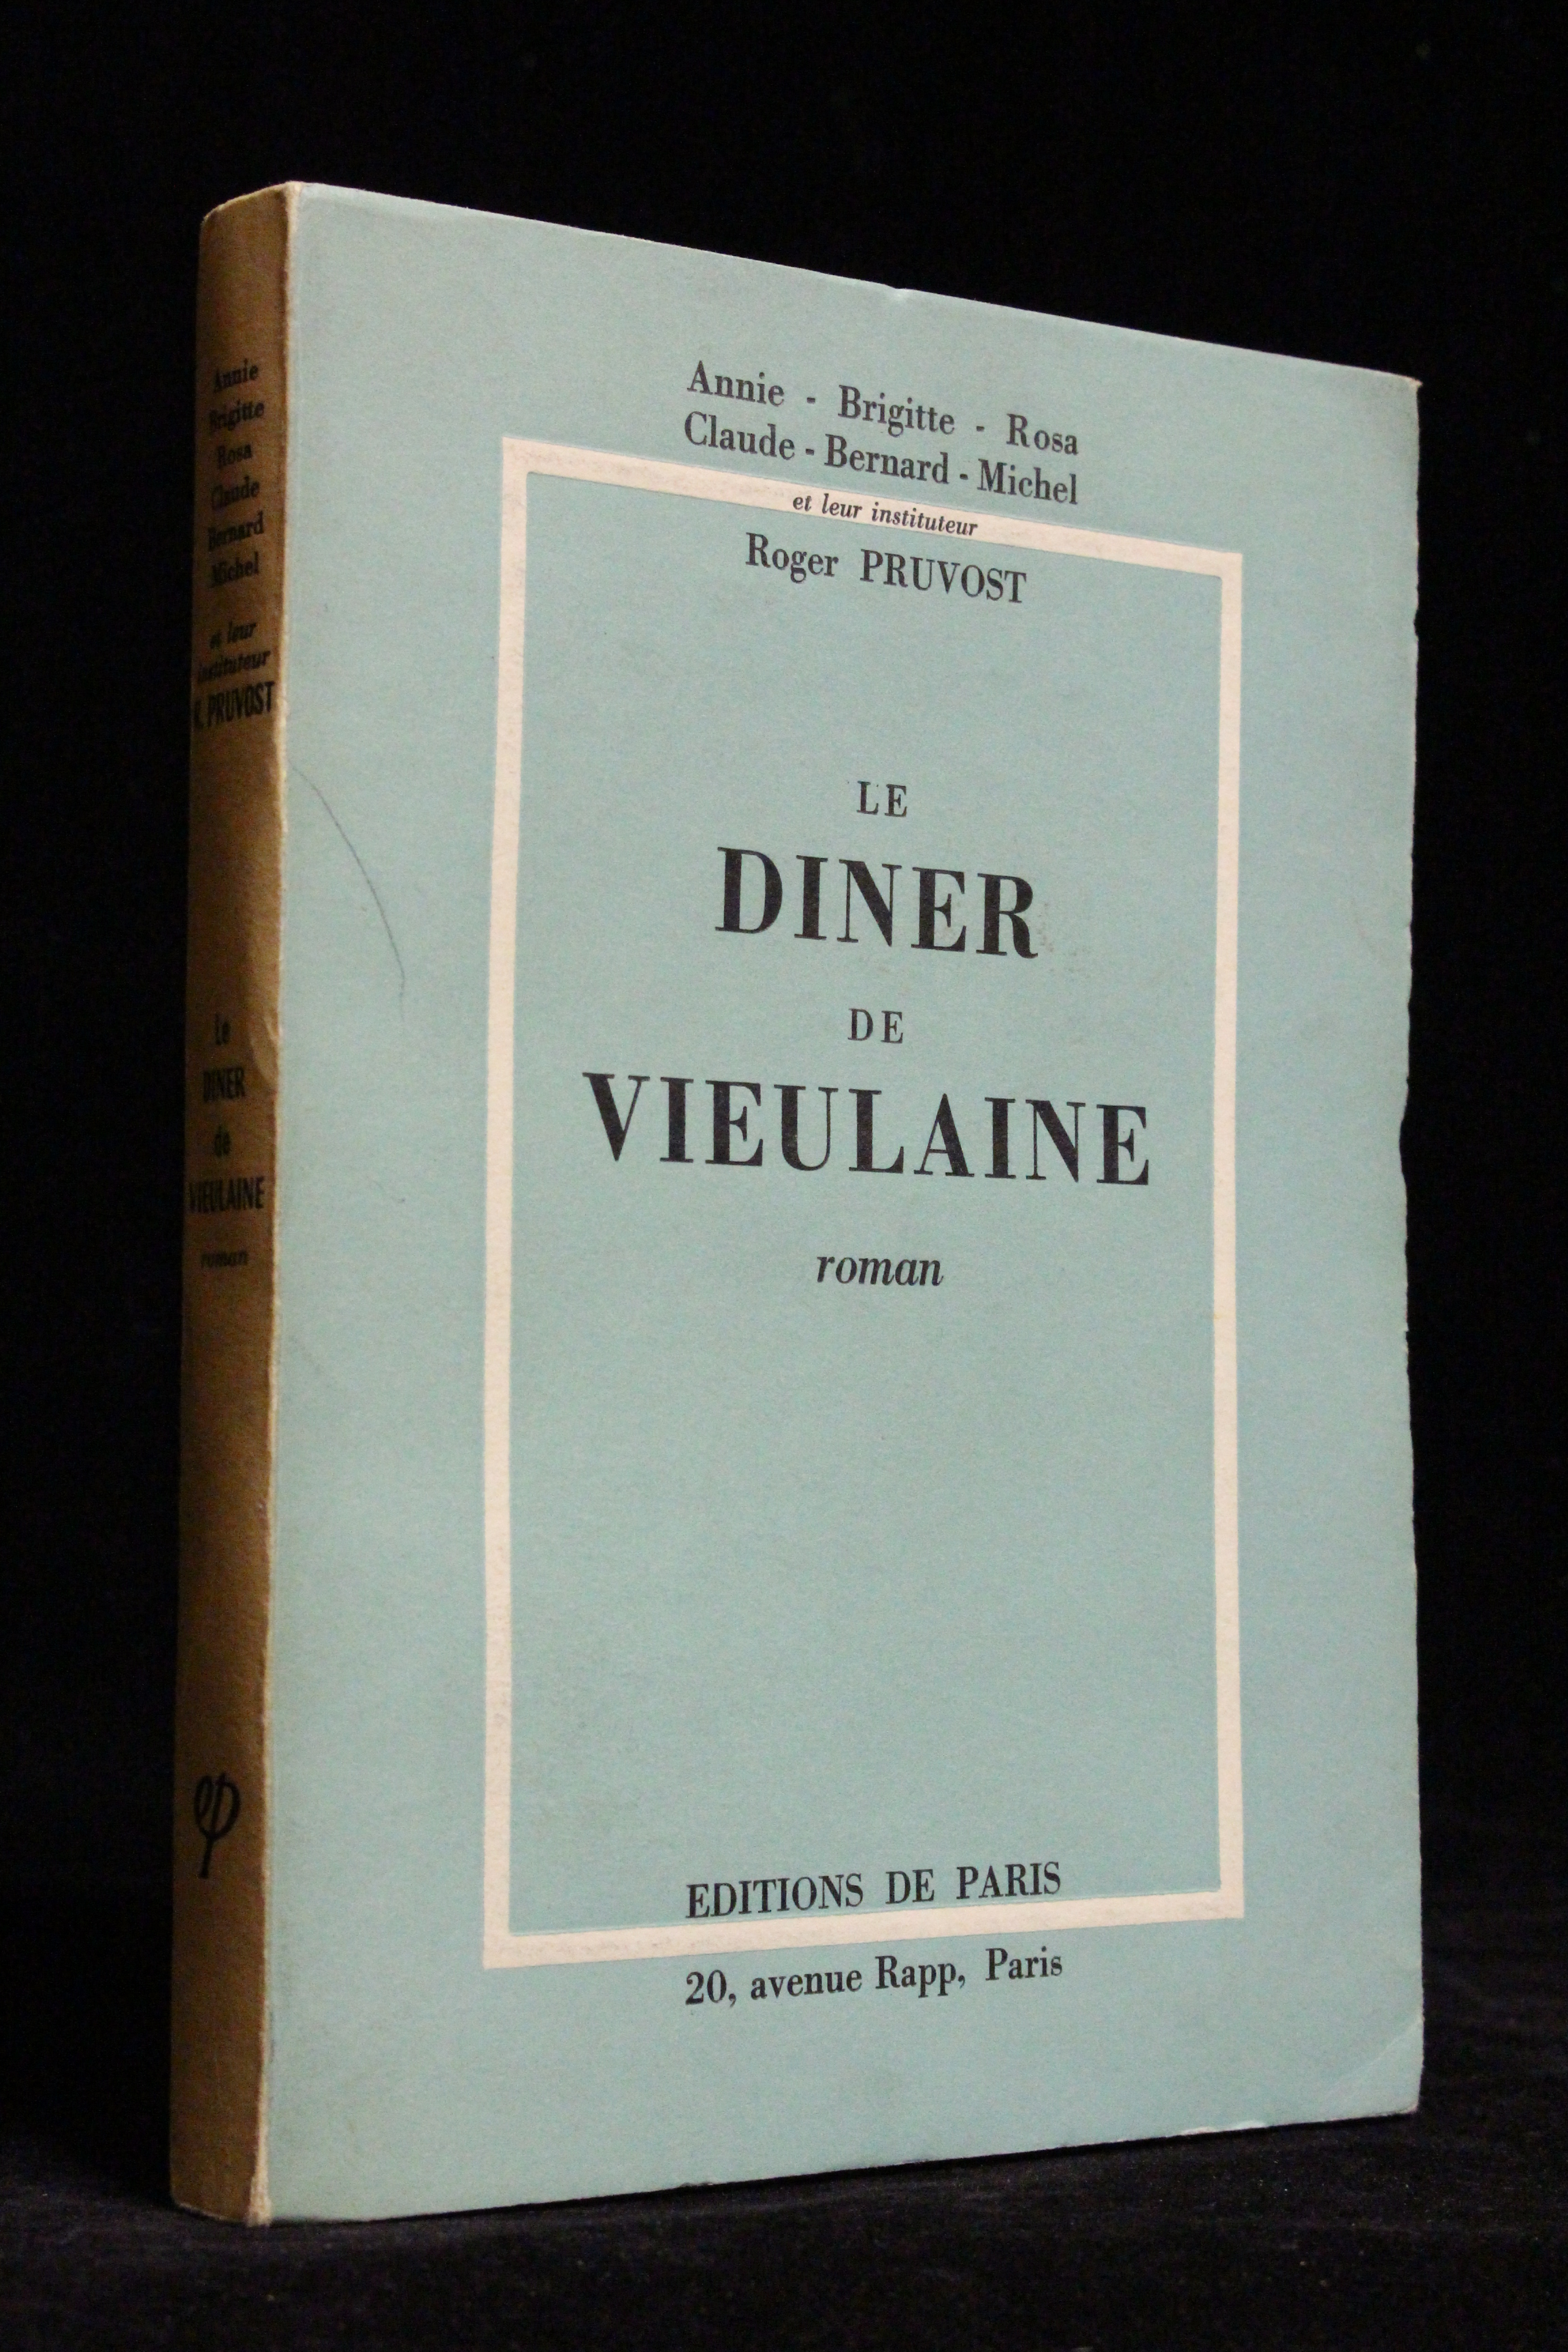 Annie
Brigitte
Rosa
Claude
Bernard
Michel
et leur
instituteur
R. PRUVOST
Le
DINER
de
VIEULAINE
roman
Annie - Brigitte - Rosa
Claude - Bernard - Michel
et leur instituteur
Roger PRUVOST
LE
DINER
DE
VIEULAINE
roman
EDITIONS DE PARIS
20, avenue Rapp, Paris